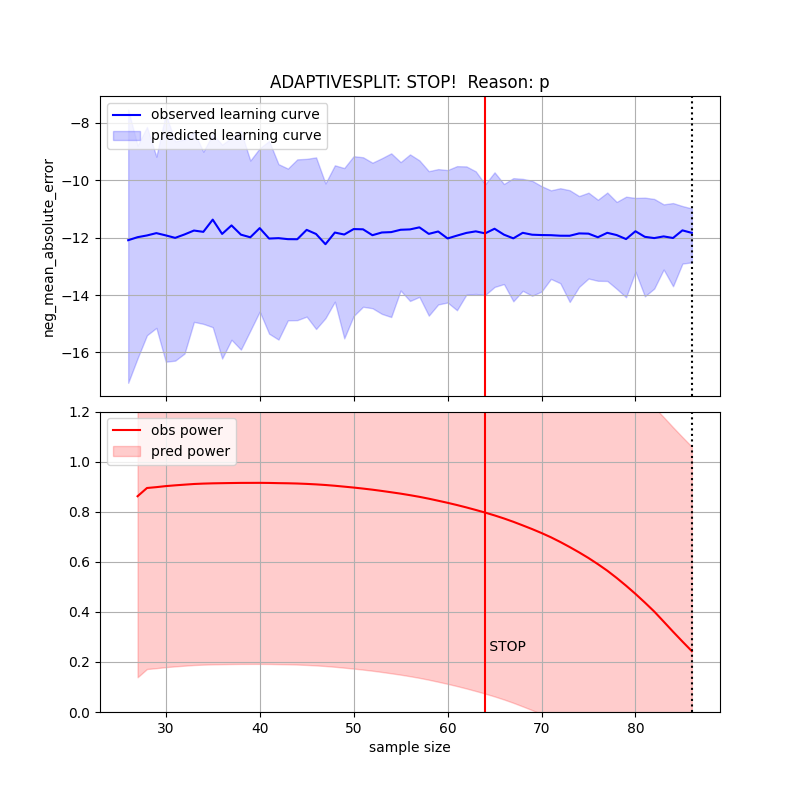 ADAPTIVESPLIT: STOP!  Reason: p
observed learning curve
predicted learning curve
neg_mean_absolute_error
−8
−10
−12
−14
−16
obs power
pred power
1.2
1.0
0.8
0.6
0.4
0.2
0.0
STOP
30 40 50 60 70 80
sample size